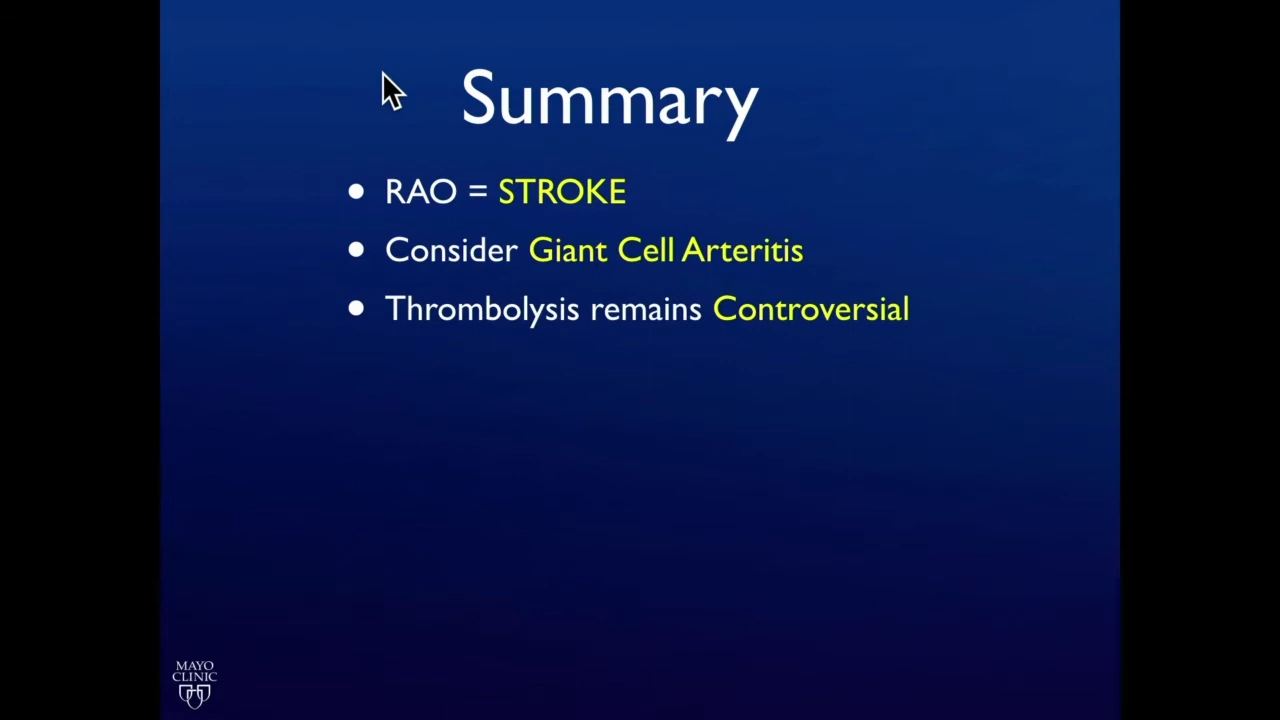 Summary
• RAO = STROKE
• Consider Giant Cell Arteritis
• Thrombolysis remains Controversial
MAYO
CLINIC